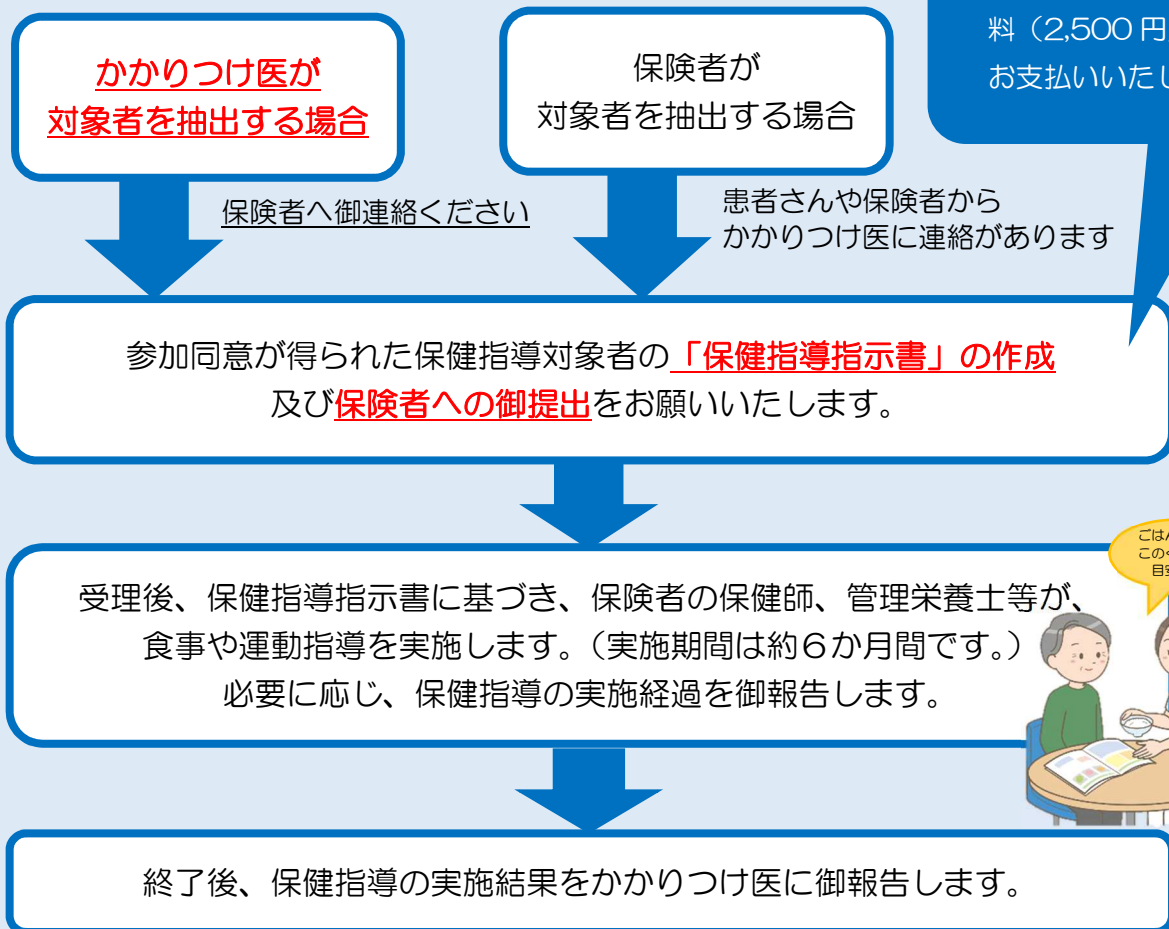 料（2,500円
お支払いいたし
かかりつけ医が
対象者を抽出する場合
保険者が
対象者を抽出する場合
保険者へ御連絡ください
患者さんや保険者から
かかりつけ医に連絡があります
参加同意が得られた保健指導対象者の「保健指導指示書」の作成
及び保険者への御提出をお願いいたします。
ごはん
この
目安
受理後、保健指導指示書に基づき、保険者の保健師、管理栄養士等が、
食事や運動指導を実施します。（実施期間は約６か月間です。）
必要に応じ、保健指導の実施経過を御報告します。
終了後、保健指導の実施結果をかかりつけ医に御報告します。